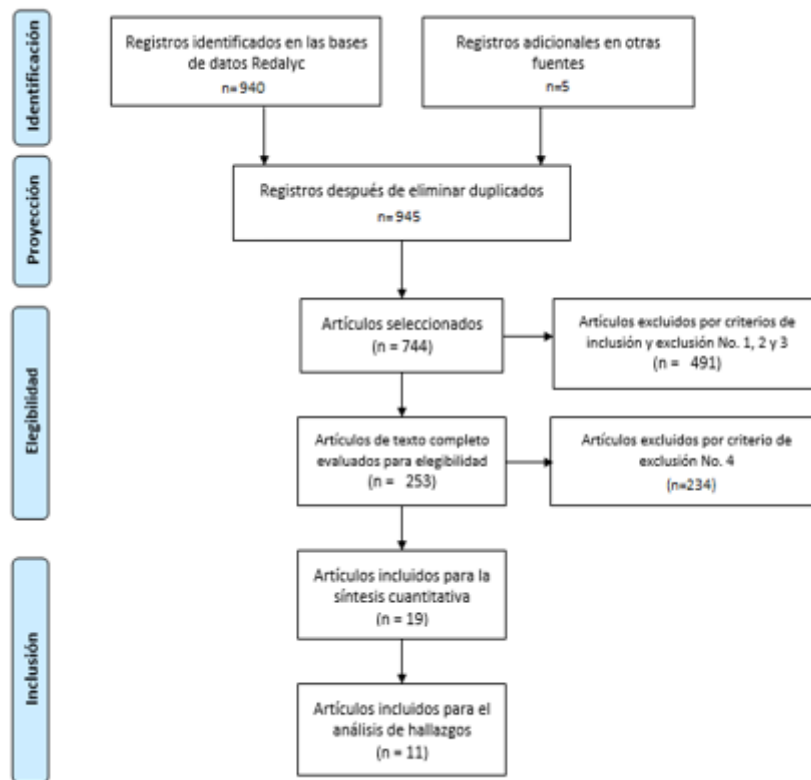 Identificación
Registros identificados en las bases
de datos Redalyc
n= 940
Registros adicionales en otras
fuentes
n=5
Proyección
Registros después de eliminar duplicados
n= 945
Elegibilidad
Artículos seleccionados
(n = 744)
Artículos excluidos por criterios de
inclusión y exclusión No. 1, 2 y 3
(n = 491)
Artículos de texto completo
evaluados para elegibilidad
(n = 253)
Artículos excluidos por criterio de
exclusión No. 4
(n=234)
Inclusión
Artículos incluidos para la
síntesis cuantitativa
(n = 19)
Artículos incluidos para el
análisis de hallazgos
(n = 11)